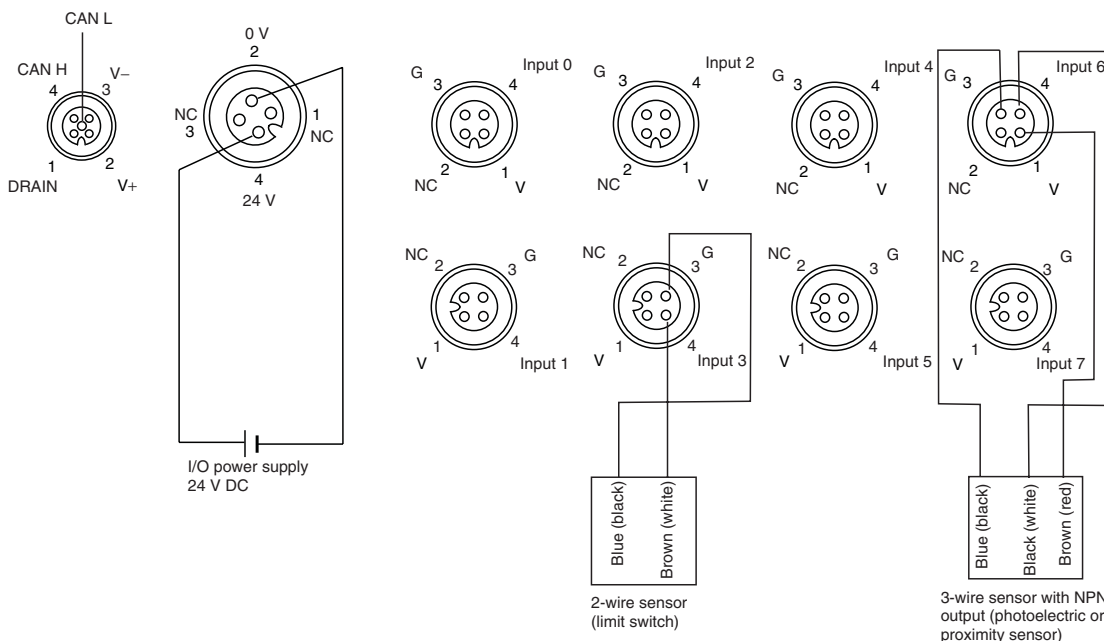 CAN L
CAN H
4
3
V–
1
2
DRAIN
V+
0 V
2
NC
3
1
NC
4
24 V
I/O power supply
24 V DC
G
3
4
Input 0
2
1
NC
V
G
3
4
Input 2
2
1
NC
V
G
3
4
Input 4
2
1
NC
V
G
3
4
Input 6
2
1
NC
V
NC
2
3
G
1
4
V
Input 1
NC
2
3
G
1
4
V
Input 3
NC
2
3
G
1
4
V
Input 5
NC
2
3
G
1
4
V
Input 7
Blue (black)
Brown (white)
2-wire sensor
(limit switch)
Blue (black)
Black (white)
Brown (red)
3-wire sensor with NPN
output (photoelectric or
proximity sensor)